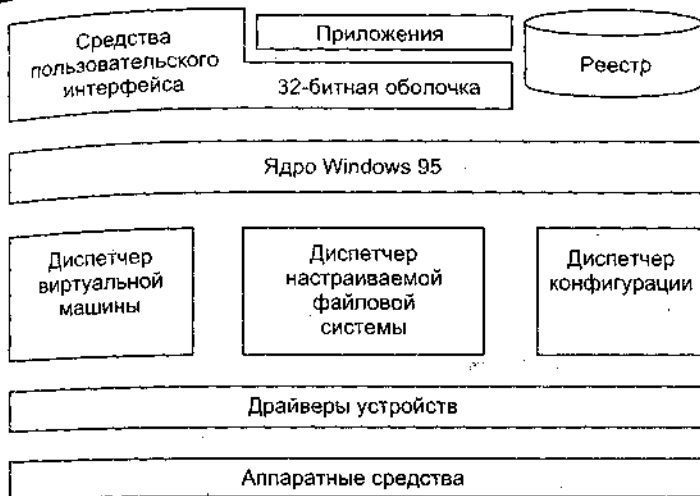 Средства
пользовательского
интерфейса
Приложения
32-битная оболочка
Реестр
Ядро Windows 95
Диспетчер
виртуальной
машины
Диспетчер
настраиваемой
файловой
системы
Диспетчер
конфигурации
Драйверы устройств
Аппаратные средства